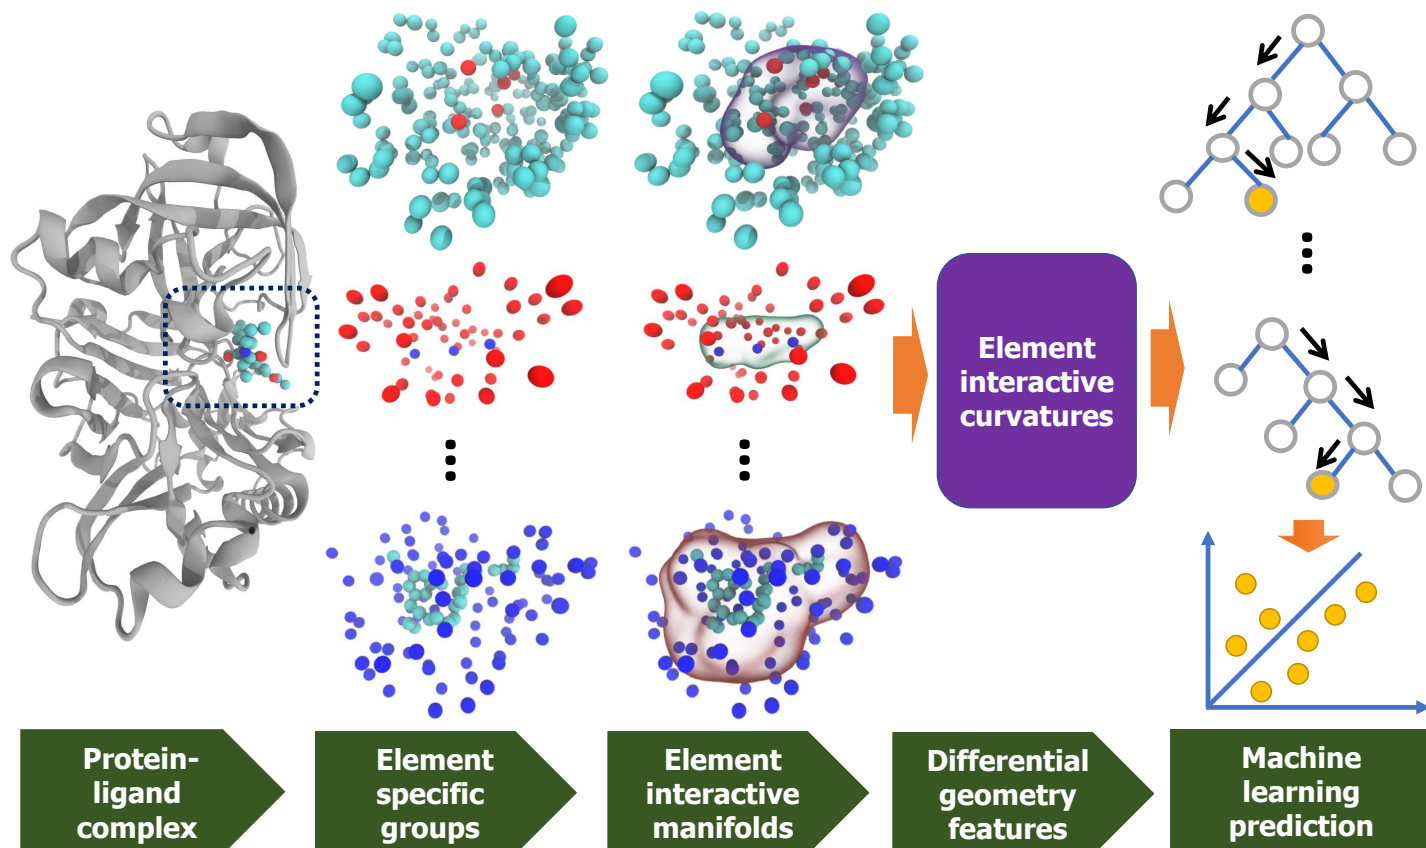 Element
interactive
curvatures
Protein-
ligand
complex
Element
specific
groups
Element
interactive
manifolds
Differential
geometry
features
Machine
learning
prediction